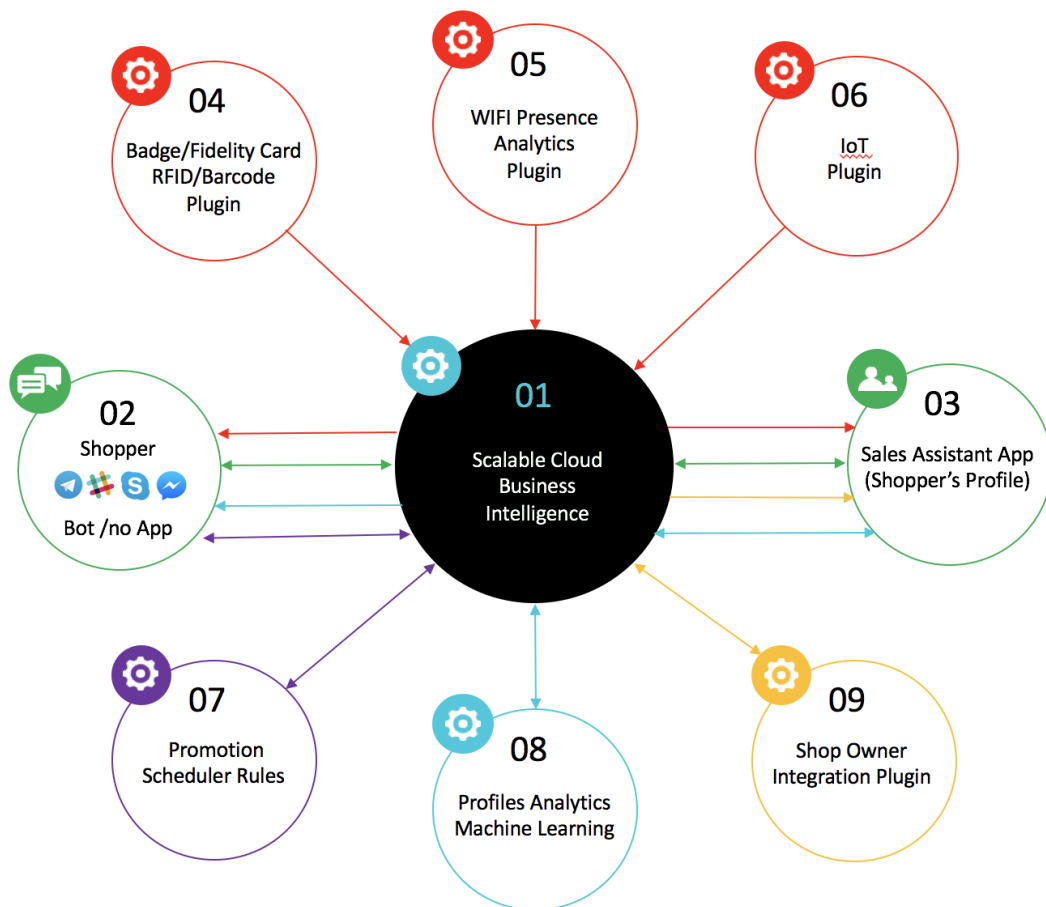 04
Badge/Fidelity Card
RFID/Barcode
Plugin
05
WIFI Presence
Analytics
Plugin
06
IoT
Plugin
02
Shopper
S
Bot /no App
01
Scalable Cloud
Business
Intelligence
03
Sales Assistant App
(Shopper’s Profile)
07
Promotion
Scheduler Rules
08
Profiles Analytics
Machine Learning
09
Shop Owner
Integration Plugin